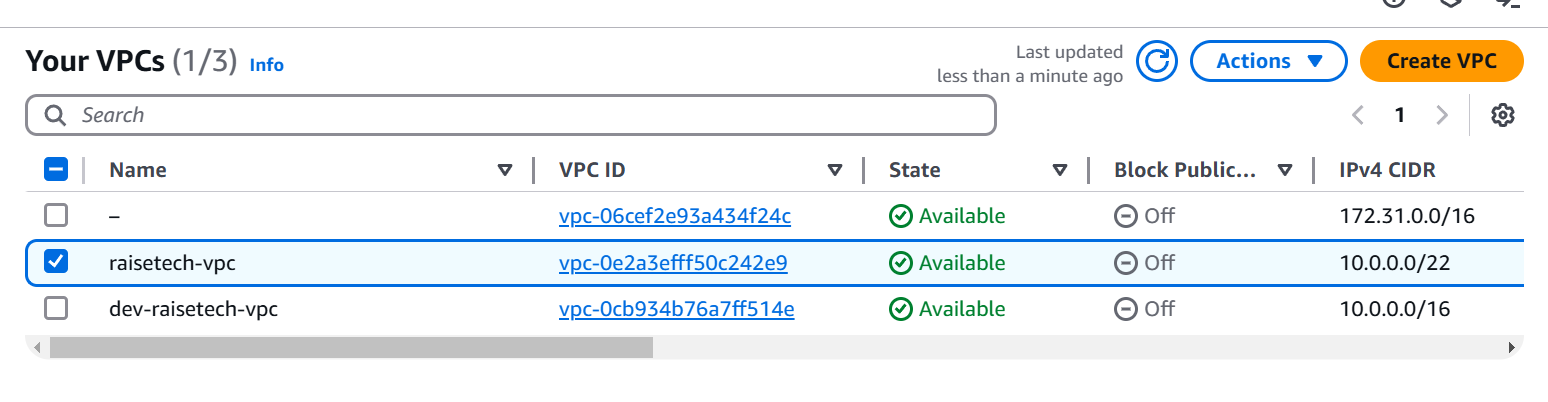 Your VPCs (1/3) Info
Last updated
less than a minute ago
Actions
Create VPC
Search
1
Name VPC ID State Block Public... IPv4 CIDR
– vpc-06cef2e93a434f24c Available Off 172.31.0.0/16
raisetech-vpc vpc-0e2a3efff50c242e9 Available Off 10.0.0.0/22
dev-raisetech-vpc vpc-0cb934b76a7ff514e Available Off 10.0.0.0/16